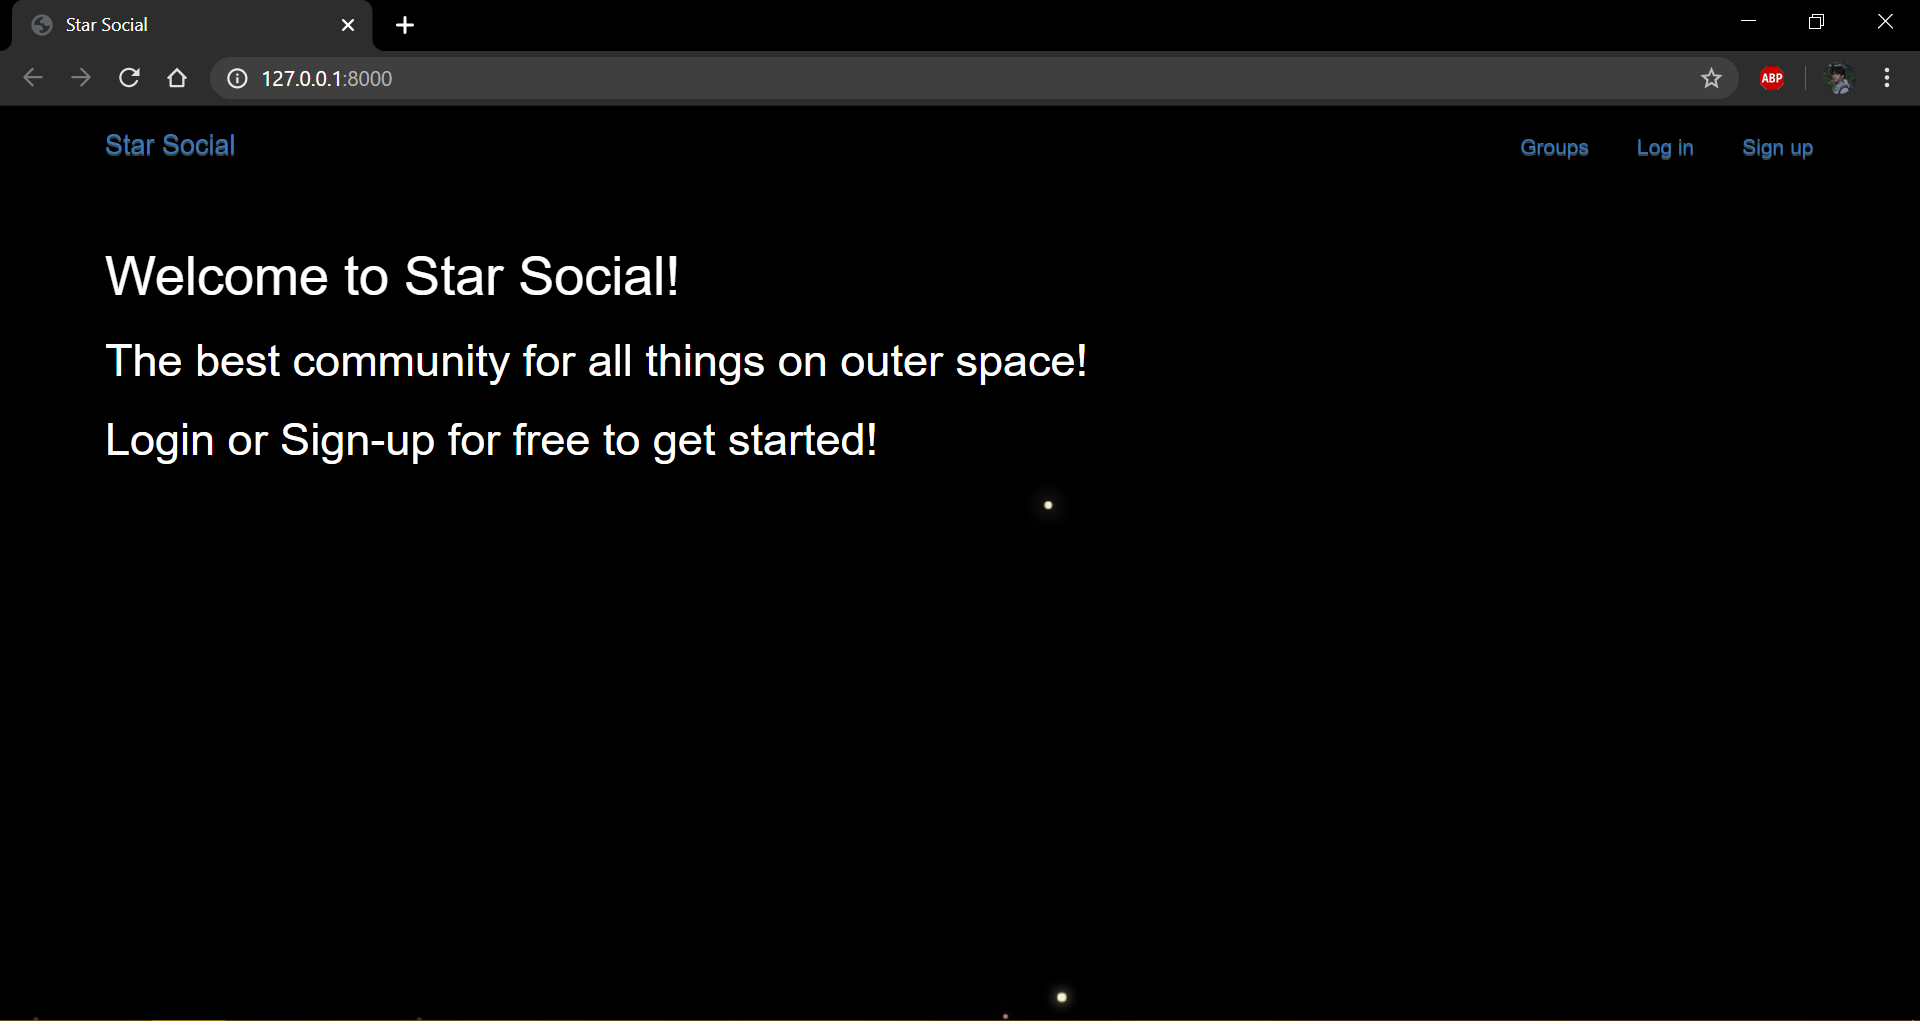 Star Social
127.0.0.1:8000
ABP
Star Social
Groups Log in Sign up
Welcome to Star Social!
The best community for all things on outer space!
Login or Sign-up for free to get started!